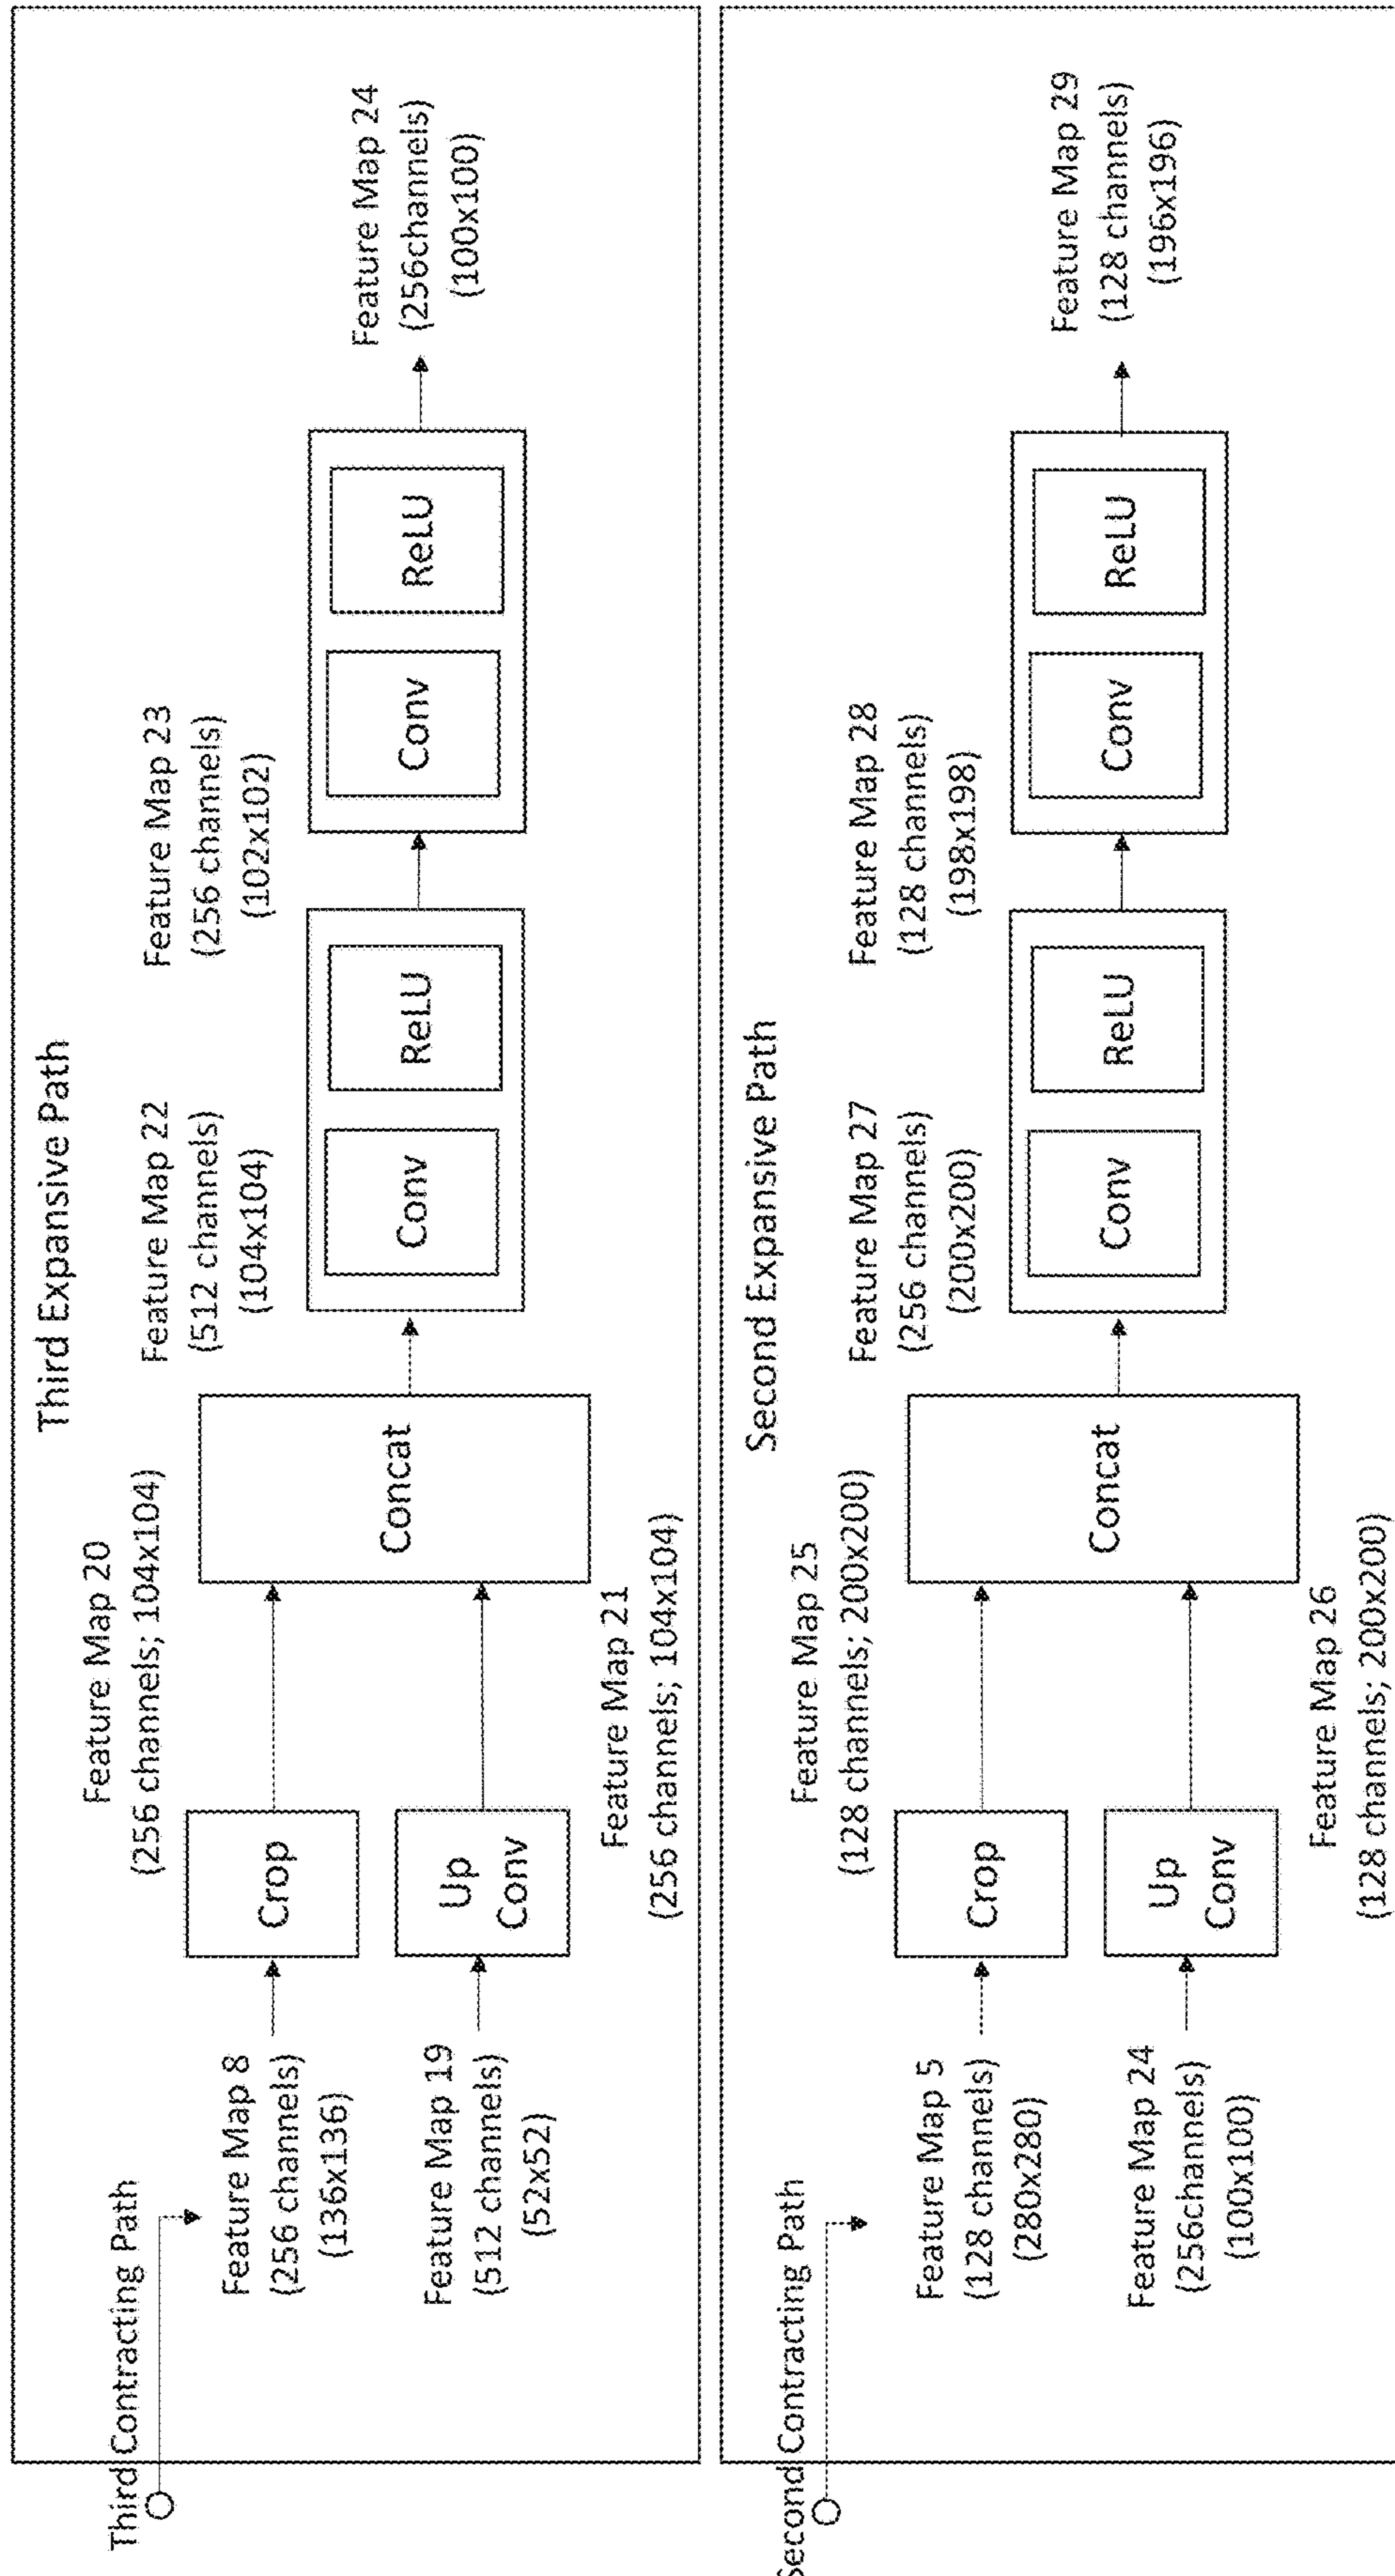 Third Expansive Path
Third Contracting Path
Feature Map 8
(256 channels)
(136x136)
Feature Map 19
(512 channels)
(52x52)
Crop
Up
Conv
Feature Map 20
(256 channels; 104x104)
Feature Map 21
(256 channels; 104x104)
Concat
Feature Map 22
(512 channels)
(104x104)
Conv
ReLU
Feature Map 23
(256 channels)
(102x102)
Conv
ReLU
Feature Map 24
(256channels)
(100x100)
Second Expansive Path
Second Contracting Path
Feature Map 5
(128 channels)
(280x280)
Feature Map 24
(256channels)
(100x100)
Crop
Up
Conv
Feature Map 25
(128 channels; 200x200)
Feature Map 26
(128 channels; 200x200)
Concat
Feature Map 27
(256 channels)
(200x200)
Conv
ReLU
Feature Map 28
(128 channels)
(198x198)
Conv
ReLU
Feature Map 29
(128 channels)
(196x196)